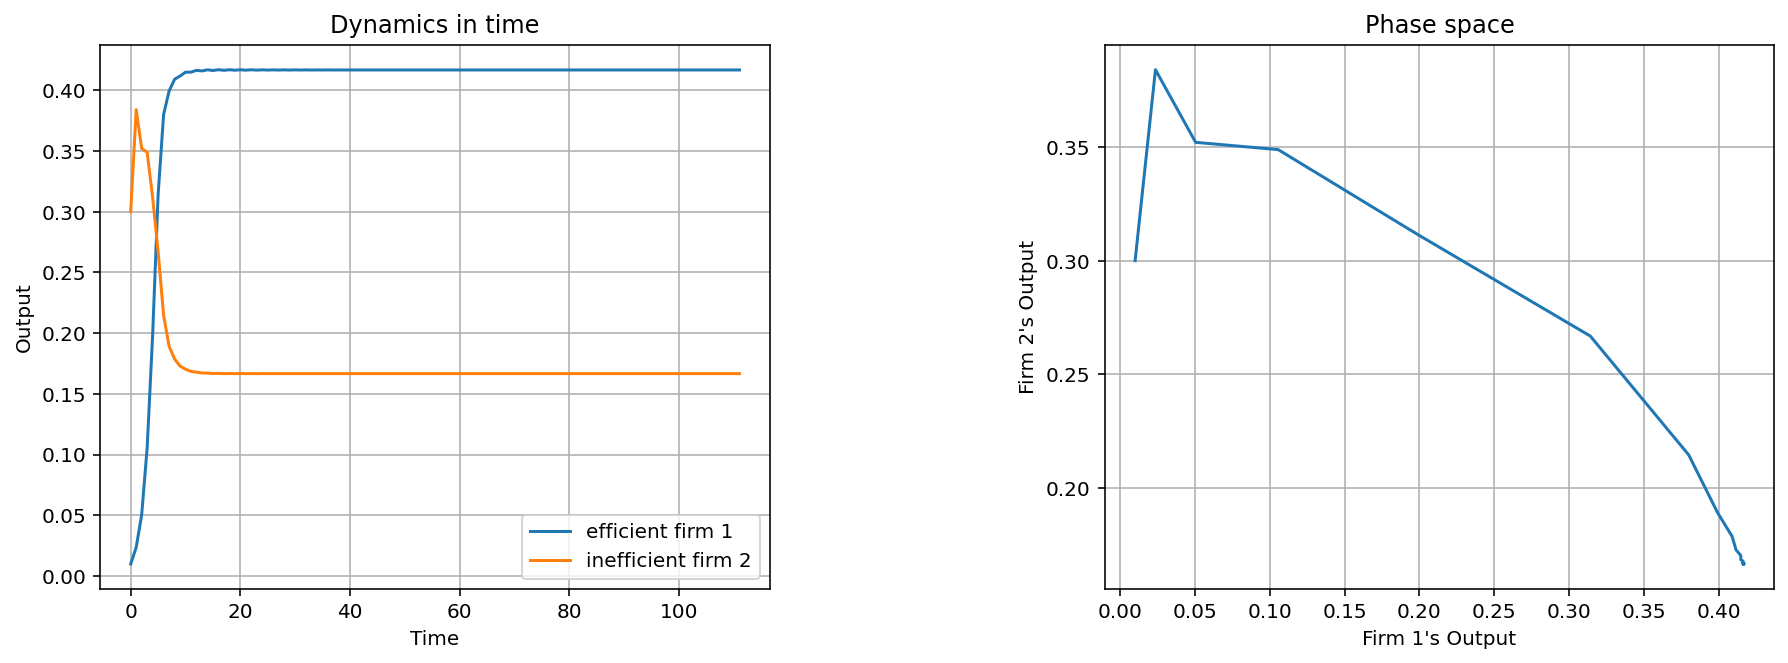 Dynamics in time
Output
0.40
0.35
0.30
0.25
0.20
0.15
0.10
0.05
0.00
efficient firm 1
inefficient firm 2
0 20 40 60 80 100
Time
Phase space
Firm 2's Output
0.35
0.30
0.25
0.20
0.00 0.05 0.10 0.15 0.20 0.25 0.30 0.35 0.40
Firm 1's Output